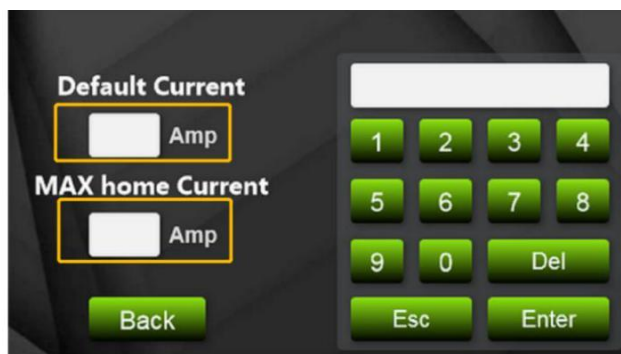 Default Current
Amp
MAX home Current
Amp
Back
1 2 3 4
5 6 7 8
9 0 Del
Esc Enter